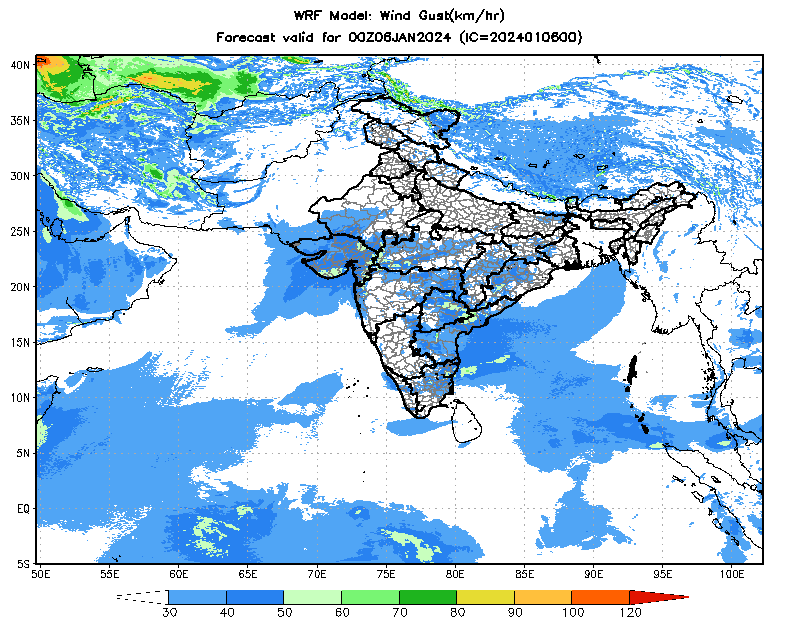 WRF Model: Wind Gust(km/hr)
Forecast valid for 00Z06JAN2024 (IC=2024010600)
40N
35N
30N
25N
20N
15N
10N
5N
EQ
5S
50E 55E 60E 65E 70E 75E 80E 85E 90E 95E 100E
30 40 50 60 70 80 90 100 120